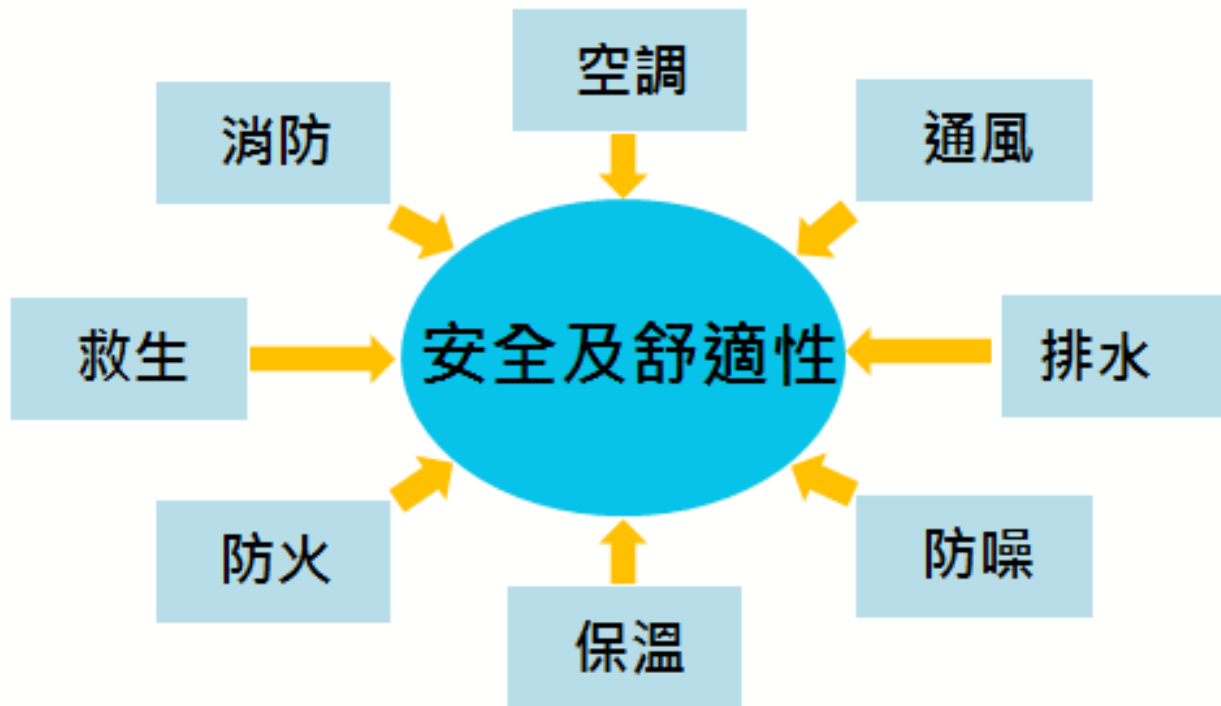 空調
消防
通風
救生
安全及舒適性
排水
防火
防噪
保溫